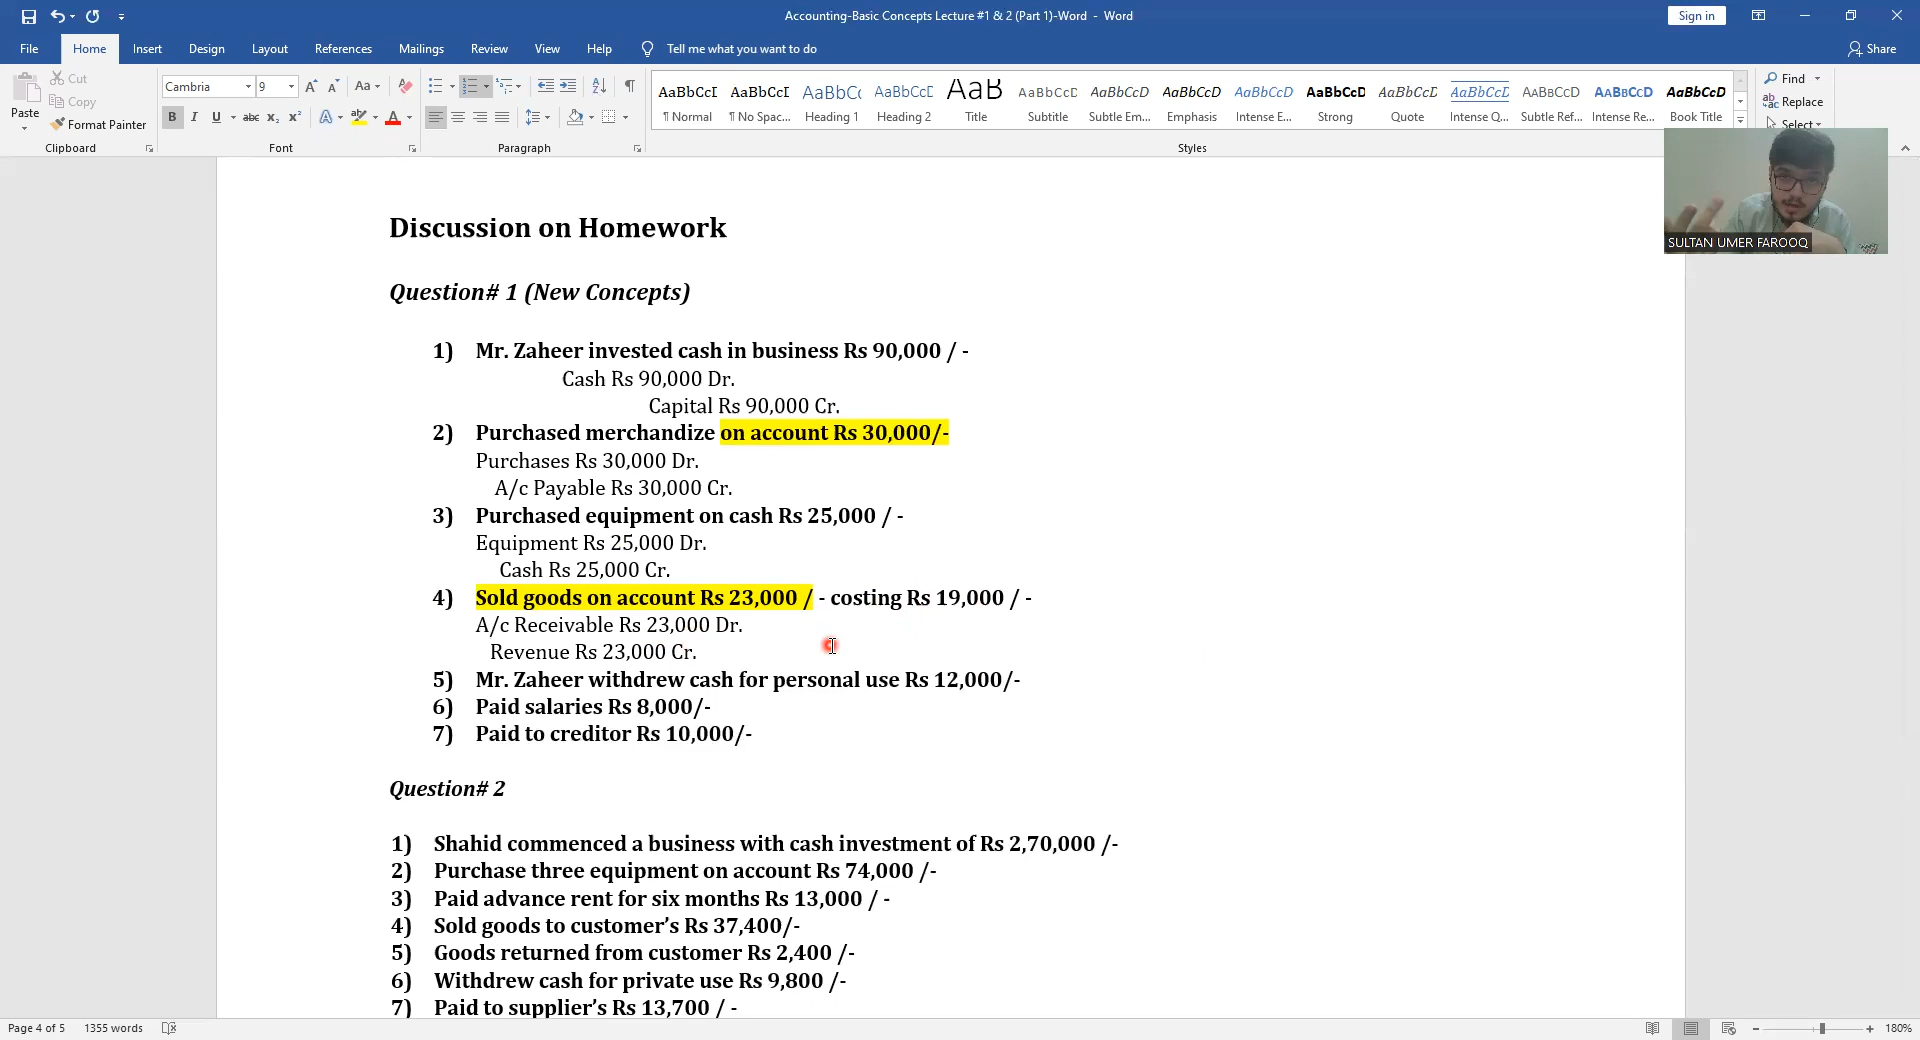 Accounting-Basic Concepts Lecture #1 & 2 (Part 1)-Word - Word
Sign in
File Home Insert Design Layout References Mailings Review View Help Tell me what you want to do Share
Paste
Cut
Copy
Format Painter
Clipboard
Cambria 9
Font
Paragraph
AaBbCcI AaBbCcI AaBbCc AaBbCcE AaB AaBbCcD AaBbCcD AaBbCcD AaBbCcD AaBbCcD AaBbCcD AaBbCcD AaBbCcD AaBbCcD AaBbCcD
¶ Normal ¶ No Spac... Heading 1 Heading 2 Title Subtitle Subtle Em... Emphasis Intense E... Strong Quote Intense Q... Subtle Ref... Intense Re... Book Title
Styles
Find
Replace
Select
SULTAN UMER FAROOQ
Discussion on Homework
Question# 1 (New Concepts)
1) Mr. Zaheer invested cash in business Rs 90,000 / -
Cash Rs 90,000 Dr.
Capital Rs 90,000 Cr.
2) Purchased merchandize on account Rs 30,000/-
Purchases Rs 30,000 Dr.
A/c Payable Rs 30,000 Cr.
3) Purchased equipment on cash Rs 25,000 / -
Equipment Rs 25,000 Dr.
Cash Rs 25,000 Cr.
4) Sold goods on account Rs 23,000 / - costing Rs 19,000 / -
A/c Receivable Rs 23,000 Dr.
Revenue Rs 23,000 Cr.
5) Mr. Zaheer withdrew cash for personal use Rs 12,000/-
6) Paid salaries Rs 8,000/-
7) Paid to creditor Rs 10,000/-
Question# 2
1) Shahid commenced a business with cash investment of Rs 2,70,000 /-
2) Purchase three equipment on account Rs 74,000 /-
3) Paid advance rent for six months Rs 13,000 / -
4) Sold goods to customer's Rs 37,400/-
5) Goods returned from customer Rs 2,400 /-
6) Withdrew cash for private use Rs 9,800 /-
7) Paid to supplier's Rs 13,700 / -
Page 4 of 5 1355 words 180%